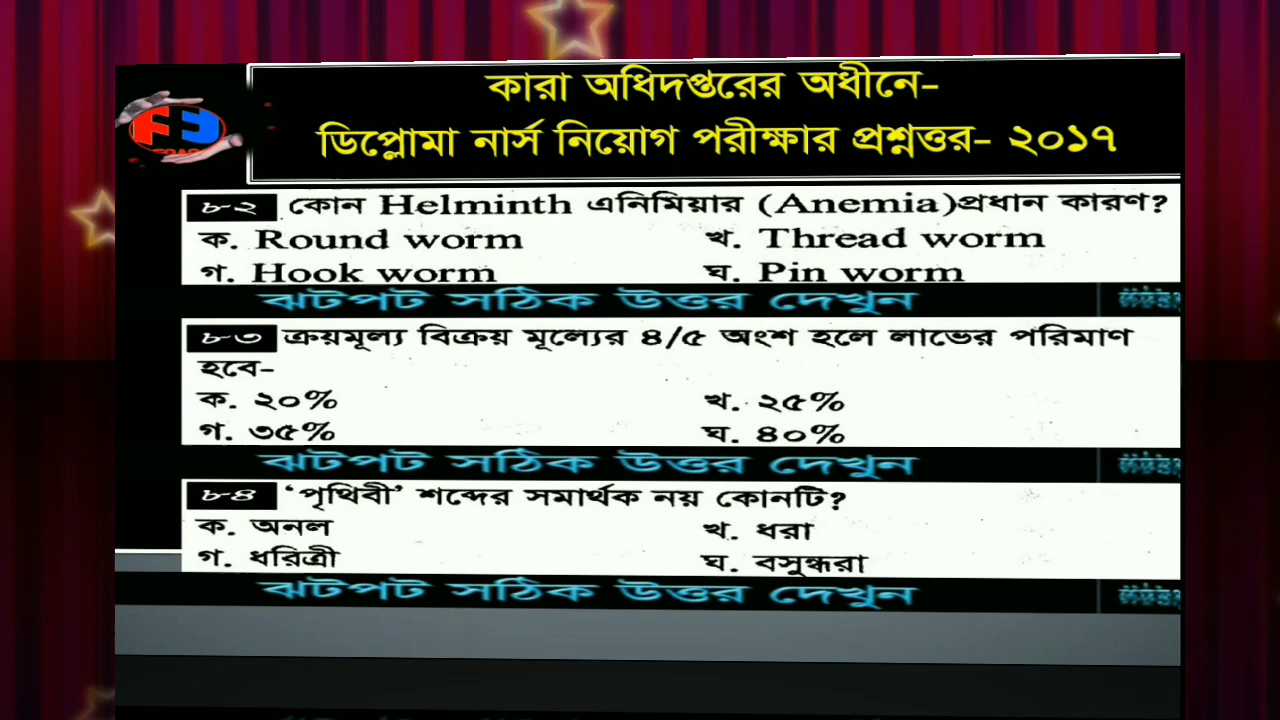 কারা অধিদপ্তরের অধীনে-
ডিপ্লোমা নার্স নিয়োগ পরীক্ষার প্রশ্নত্তর- ২০১৭
৮২ কোন Helminth এনিমিয়ার (Anemia)প্রধান কারণ?
ক. Round worm খ. Thread worm
গ. Hook worm ঘ. Pin worm
ঝটপট সঠিক উত্তর দেখুন
৮৩ ক্রয়মূল্য বিক্রয় মূল্যের ৪/৫ অংশ হলে লাভের পরিমাণ
হবে-
ক. ২০% খ. ২৫%
গ. ৩৫% ঘ. ৪০%
ঝটপট সঠিক উত্তর দেখুন
৮৪ ‘পৃথিবী’ শব্দের সমার্থক নয় কোনটি?
ক. অনল খ. ধরা
গ. ধরিত্রী ঘ. বসুন্ধরা
ঝটপট সঠিক উত্তর দেখুন